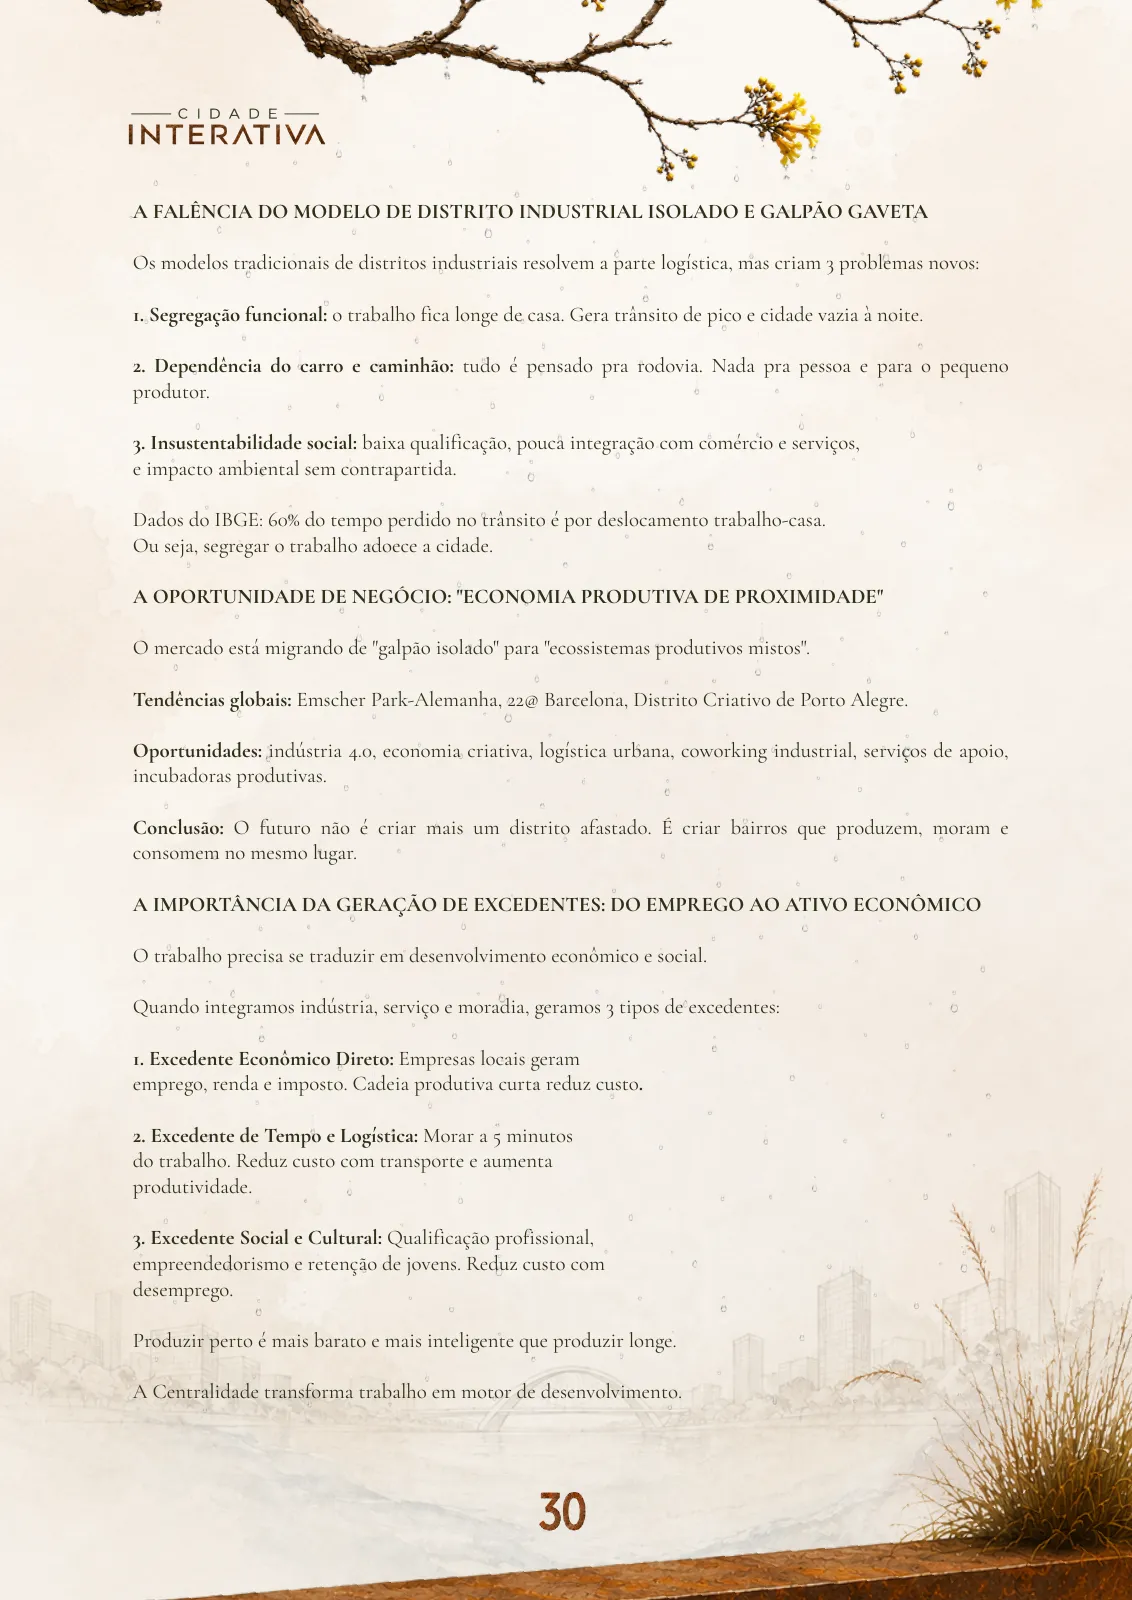 CIDADE
INTERATIVA
A FALÊNCIA DO MODELO DE DISTRITO INDUSTRIAL ISOLADO E GALPÃO GAVETA
Os modelos tradicionais de distritos industriais resolvem a parte logística, mas criam 3 problemas novos:
1. Segregação funcional: o trabalho fica longe de casa. Gera trânsito de pico e cidade vazia à noite.
2. Dependência do carro e caminhão: tudo é pensado pra rodovia. Nada pra pessoa e para o pequeno
produtor.
3. Insustentabilidade social: baixa qualificação, pouca integração com comércio e serviços,
e impacto ambiental sem contrapartida.
Dados do IBGE: 60% do tempo perdido no trânsito é por deslocamento trabalho-casa.
Ou seja, segregar o trabalho adoece a cidade.
A OPORTUNIDADE DE NEGÓCIO: "ECONOMIA PRODUTIVA DE PROXIMIDADE"
O mercado está migrando de "galpão isolado" para "ecossistemas produtivos mistos".
Tendências globais: Emscher Park-Alemanha, 22@ Barcelona, Distrito Criativo de Porto Alegre.
Oportunidades: indústria 4.0, economia criativa, logística urbana, coworking industrial, serviços de apoio,
incubadoras produtivas.
Conclusão: O futuro não é criar mais um distrito afastado. É criar bairros que produzem, moram e
consomem no mesmo lugar.
A IMPORTÂNCIA DA GERAÇÃO DE EXCEDENTES: DO EMPREGO AO ATIVO ECONÔMICO
O trabalho precisa se traduzir em desenvolvimento econômico e social.
Quando integramos indústria, serviço e moradia, geramos 3 tipos de excedentes:
1. Excedente Econômico Direto: Empresas locais geram
emprego, renda e imposto. Cadeia produtiva curta reduz custo.
2. Excedente de Tempo e Logística: Morar a 5 minutos
do trabalho. Reduz custo com transporte e aumenta
produtividade.
3. Excedente Social e Cultural: Qualificação profissional,
empreendedorismo e retenção de jovens. Reduz custo com
desemprego.
Produzir perto é mais barato e mais inteligente que produzir longe.
A Centralidade transforma trabalho em motor de desenvolvimento.
30